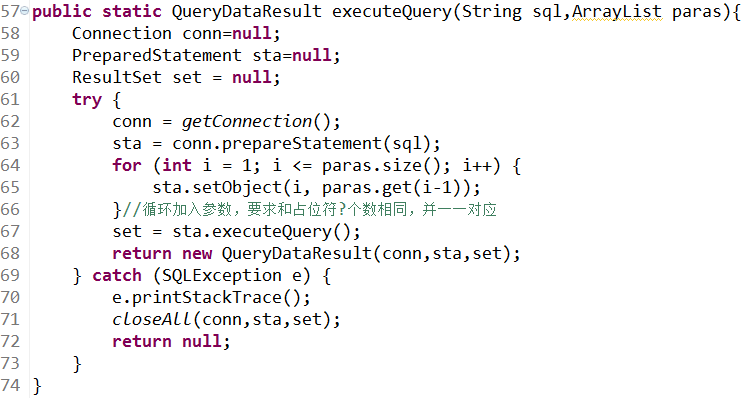 57 public static QueryDataResult executeQuery(String sql,ArrayList paras){
58     Connection conn=null;
59     PreparedStatement sta=null;
60     ResultSet set = null;
61     try {
62         conn = getConnection();
63         sta = conn.prepareStatement(sql);
64         for (int i = 1; i <= paras.size(); i++) {
65             sta.setObject(i, paras.get(i-1));
66         }//循环加入参数，要求和占位符?个数相同，并一一对应
67         set = sta.executeQuery();
68         return new QueryDataResult(conn,sta,set);
69     } catch (SQLException e) {
70         e.printStackTrace();
71         closeAll(conn,sta,set);
72         return null;
73     }
74 }